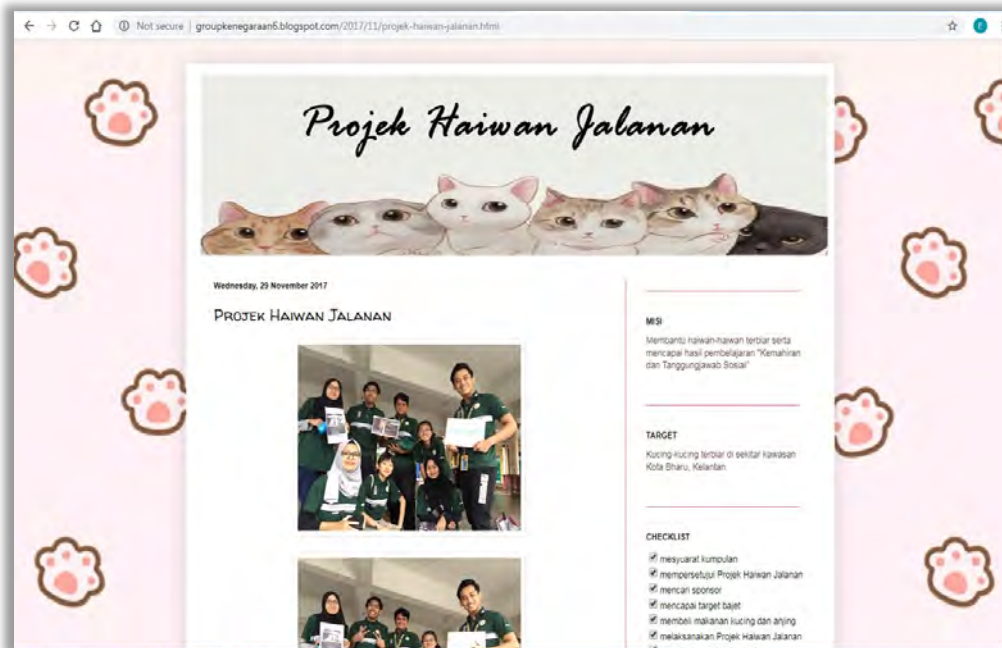 Not secure | groupkenegaraan6.blogspot.com/2017/11/projek-haiwan-jalanan.html
Projek Haiwan Jalanan
Wednesday, 29 November 2017
Projek Haiwan Jalanan
MISI
Membantu haiwan-haiwan terbiar serta
mencapai hasil pembelajaran "Kemahiran
dan Tanggungjawab Sosial"
TARGET
Kucing-kucing terbiar di sekitar kawasan
Kota Bharu, Kelantan
CHECKLIST
mesyuarat kumpulan
mempersetujui Projek Haiwan Jalanan
mencari sponsor
mencapai target bajet
membeli makanan kucing dan anjing
melaksanakan Projek Haiwan Jalanan